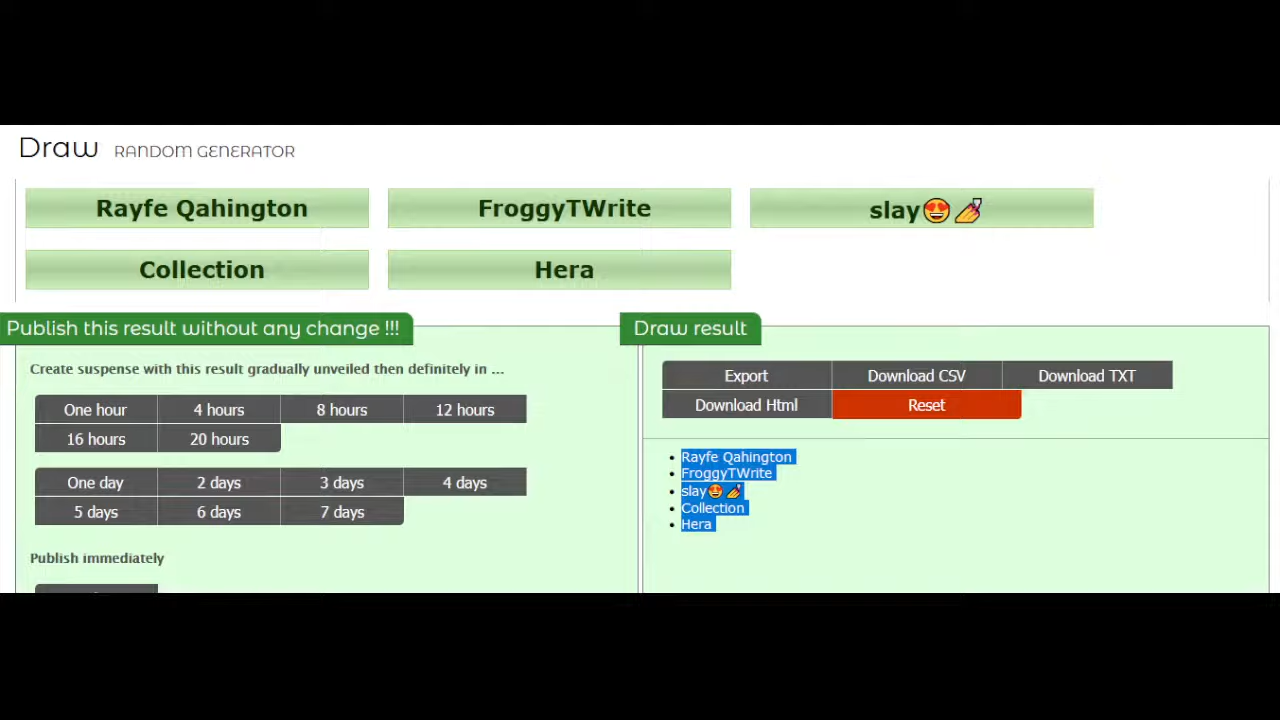 Draw RANDOM GENERATOR
Rayfe Qahington FroggyTWrite slay😍💅
Collection Hera
Publish this result without any change !!!
Create suspense with this result gradually unveiled then definitely in ...
One hour 4 hours 8 hours 12 hours
16 hours 20 hours
One day 2 days 3 days 4 days
5 days 6 days 7 days
Publish immediately
Draw result
Export Download CSV Download TXT
Download Html Reset
• Rayfe Qahington
• FroggyTWrite
• slay😍💅
• Collection
• Hera